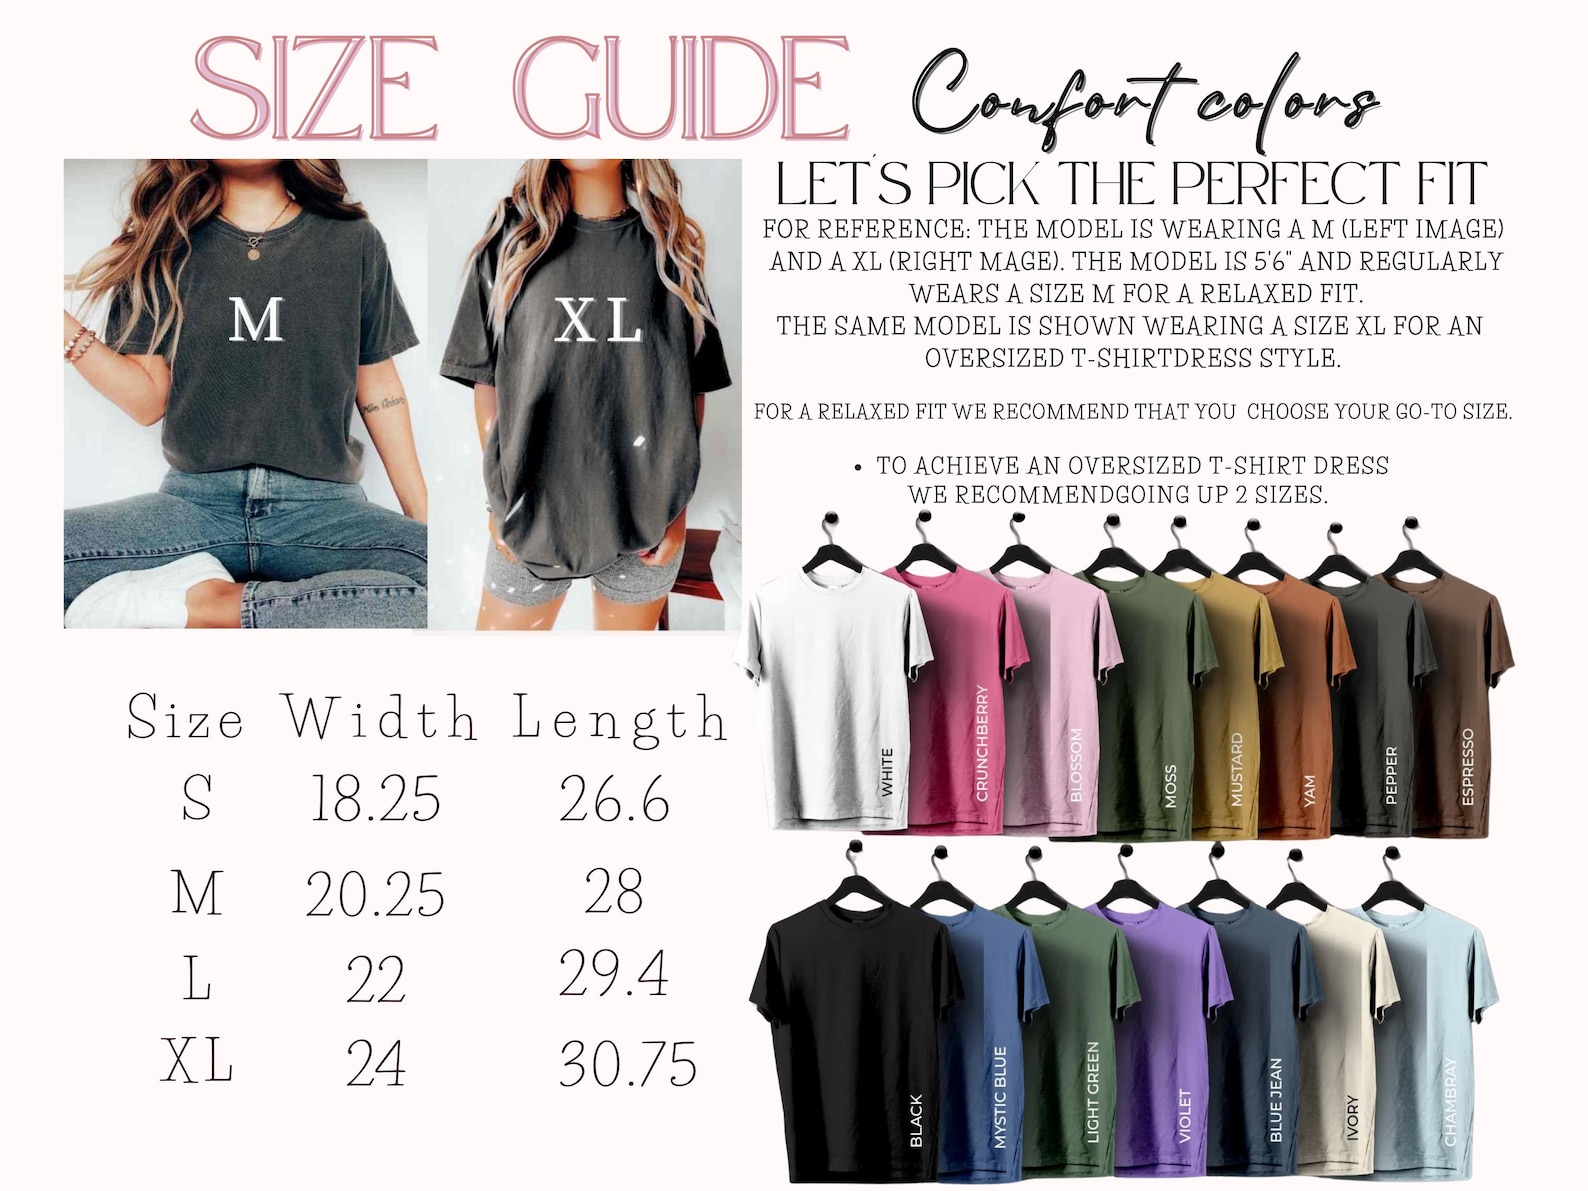 SIZE GUIDE
Confort colors
LET'S PICK THE PERFECT FIT
FOR REFERENCE: THE MODEL IS WEARING A M (LEFT IMAGE)
AND A XL (RIGHT MAGE). THE MODEL IS 5'6" AND REGULARLY
WEARS A SIZE M FOR A RELAXED FIT.
THE SAME MODEL IS SHOWN WEARING A SIZE XL FOR AN
OVERSIZED T-SHIRTDRESS STYLE.
FOR A RELAXED FIT WE RECOMMEND THAT YOU CHOOSE YOUR GO-TO SIZE.
• TO ACHIEVE AN OVERSIZED T-SHIRT DRESS
WE RECOMMENDGOING UP 2 SIZES.
M
XL
Size Width Length
S 18.25 26.6
M 20.25 28
L 22 29.4
XL 24 30.75
WHITE
CRUNCHBERRY
BLOSSOM
MOSS
MUSTARD
YAM
PEPPER
ESPRESSO
BLACK
MYSTIC BLUE
LIGHT GREEN
VIOLET
BLUE JEAN
IVORY
CHAMBRAY